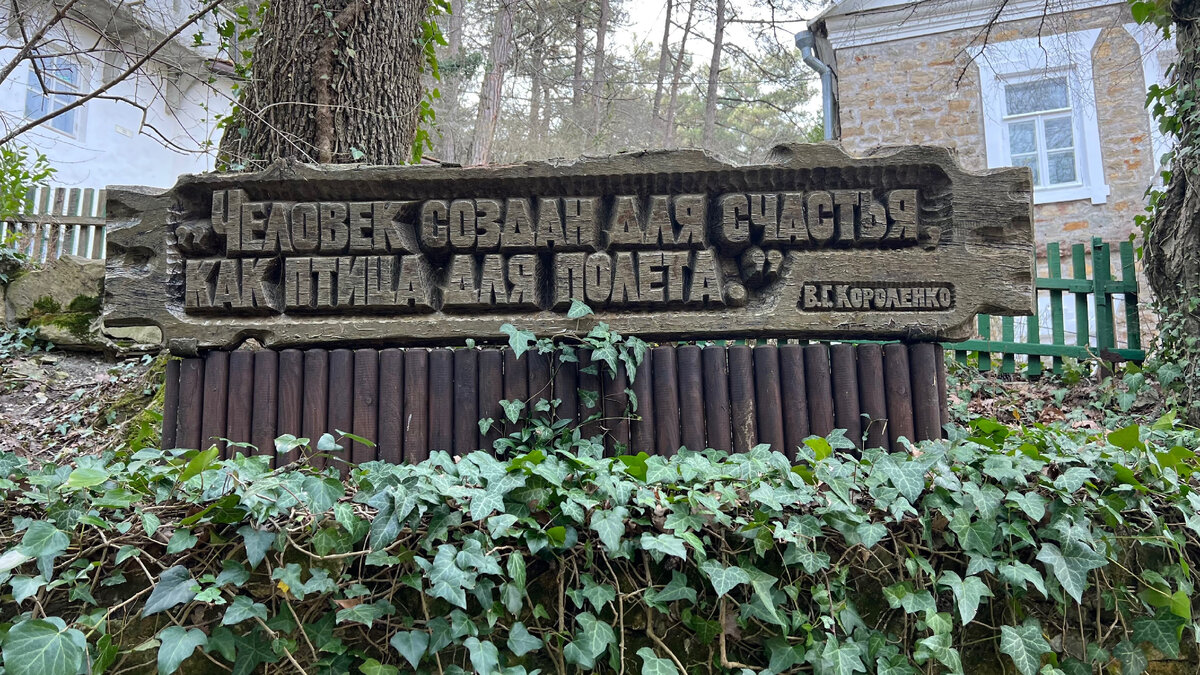 „Человек создан для счастья,
как птица для полета.”
В.Г. Короленко